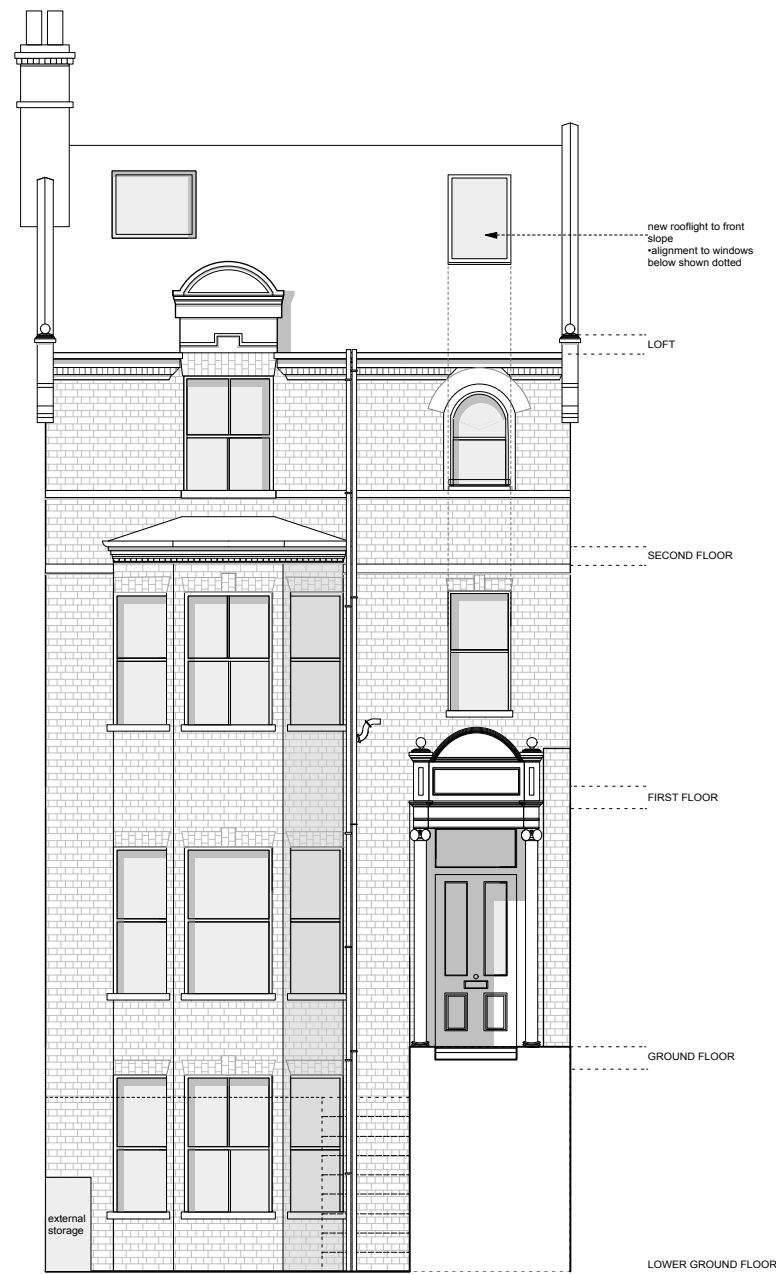 new rooflight to front
slope
•alignment to windows
below shown dotted
LOFT
SECOND FLOOR
FIRST FLOOR
GROUND FLOOR
external
storage
LOWER GROUND FLOOR